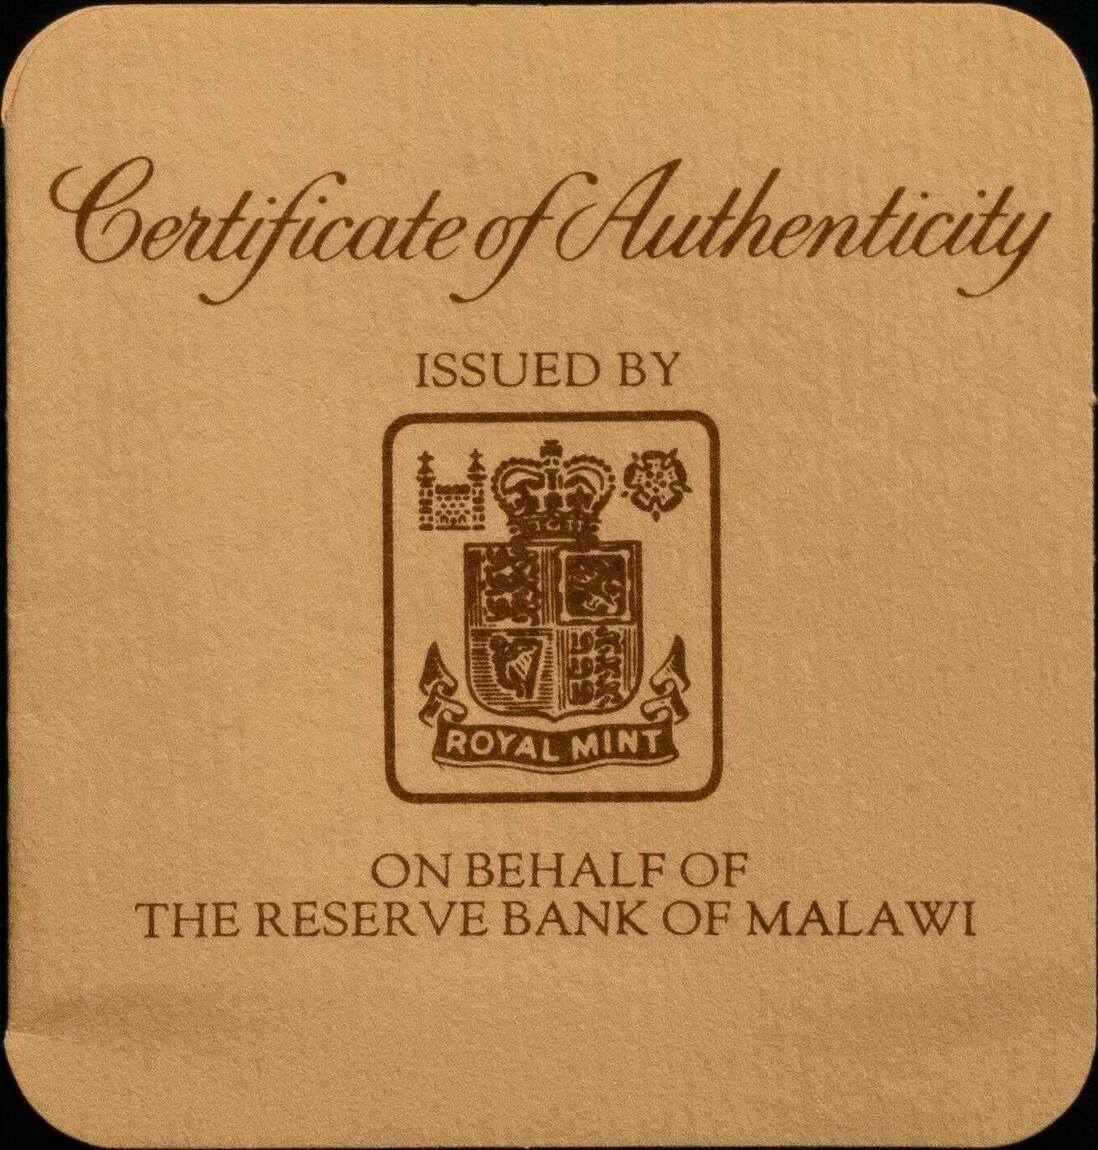 Certificate of Authenticity
ISSUED BY
ROYAL MINT
ON BEHALF OF
THE RESERVE BANK OF MALAWI